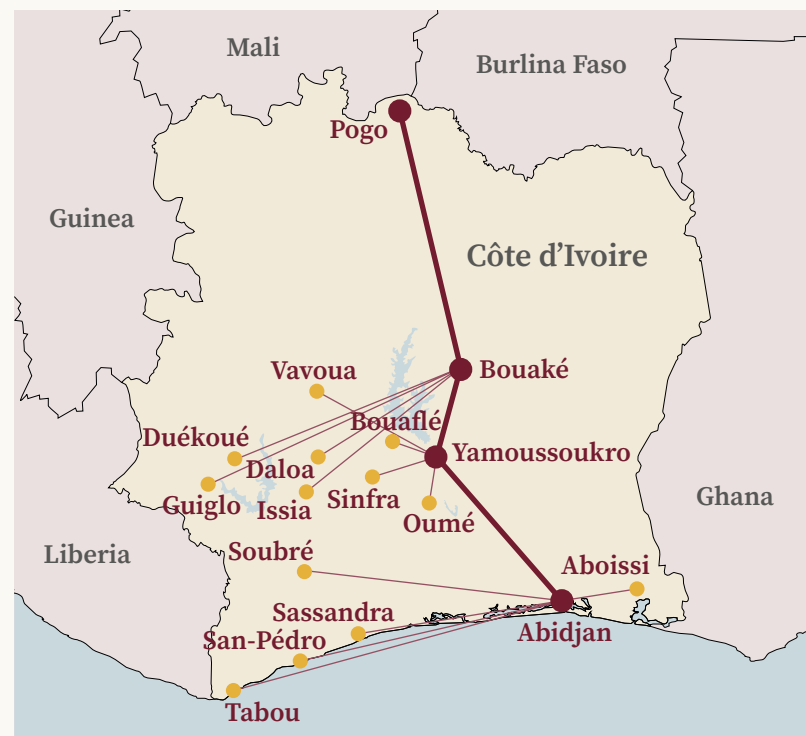 Mali
Burlina Faso
Pogo
Guinea
Côte d’Ivoire
Vavoua
Bouaké
Bouaflé
Duékoué
Yamoussoukro
Daloa
Sinfra
Ghana
Guiglo
Issia
Oumé
Liberia
Soubré
Aboissi
Sassandra
San-Pédro
Abidjan
Tabou